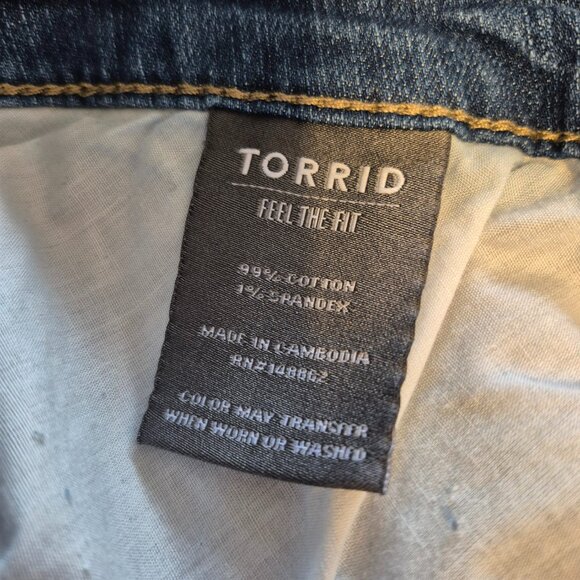 TORRID
FEEL THE FIT
99% COTTON
1% SPANDEX
MADE IN CAMBODIA
RN#148862
COLOR MAY TRANSFER
WHEN WORN OR WASHED